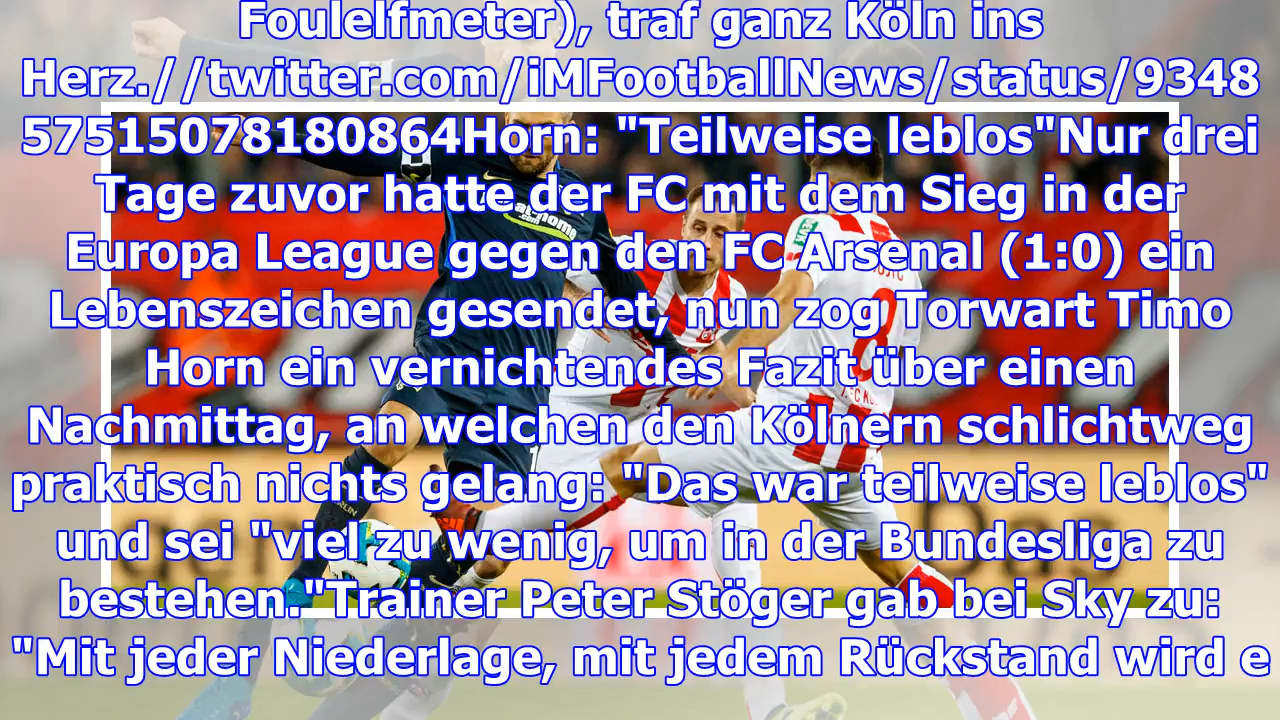 Foulelfmeter), traf ganz Köln ins
Herz.//twitter.com/iMFootballNews/status/9348
57515078180864Horn: "Teilweise leblos"Nur drei
Tage zuvor hatte der FC mit dem Sieg in der
Europa League gegen den FC Arsenal (1:0) ein
Lebenszeichen gesendet, nun zog Torwart Timo
Horn ein vernichtendes Fazit über einen
Nachmittag, an welchen den Kölnern schlichtweg
praktisch nichts gelang: "Das war teilweise leblos"
und sei "viel zu wenig, um in der Bundesliga zu
bestehen."Trainer Peter Stöger gab bei Sky zu:
"Mit jeder Niederlage, mit jedem Rückstand wird e